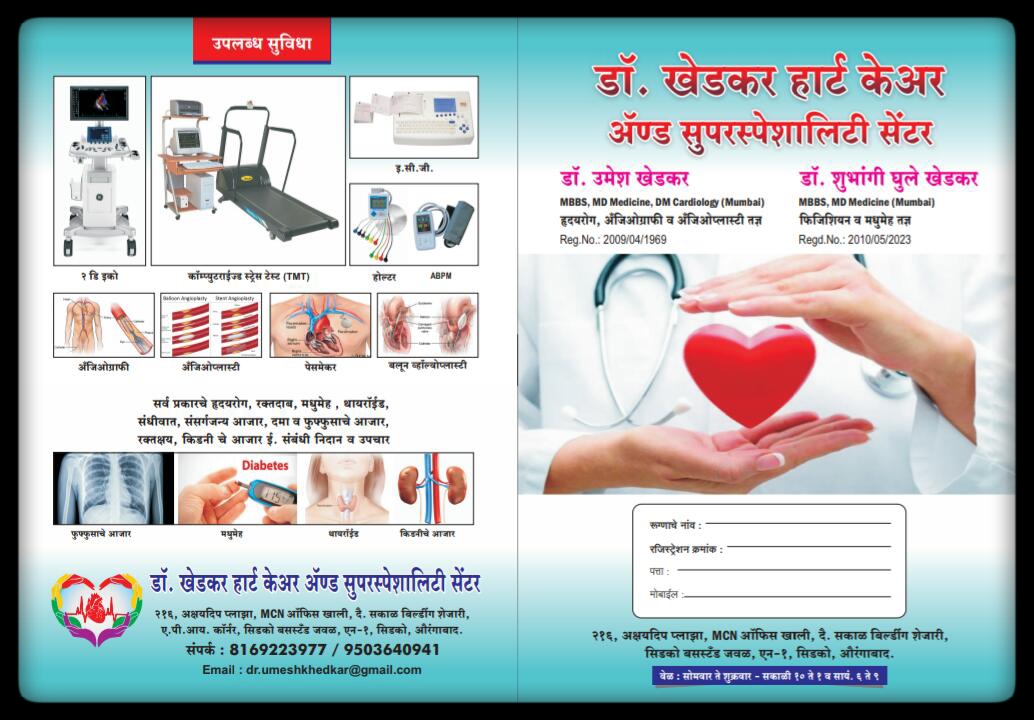 उपलब्ध सुविधा
२ डि इको
कॉम्प्युटराईज्ड स्ट्रेस टेस्ट (TMT)
इ.सी.जी.
होल्टर
ABPM
Balloon Angioplasty
Stent Angioplasty
अँजिओग्राफी
अँजिओप्लास्टी
पेसमेकर
बलून व्हॉल्वोप्लास्टी
सर्व प्रकारचे हृदयरोग, रक्तदाब, मधुमेह , थायरॉईड,
संधीवात, संसर्गजन्य आजार, दमा व फुफ्फुसाचे आजार,
रक्तक्षय, किडनी चे आजार ई. संबंधी निदान व उपचार
Diabetes
फुफ्फुसाचे आजार
मधुमेह
थायरॉईड
किडनीचे आजार
डॉ. खेडकर हार्ट केअर ॲण्ड सुपरस्पेशालिटी सेंटर
२१६, अक्षयदिप प्लाझा, MCN ऑफिस खाली, दै. सकाळ बिल्डींग शेजारी,
ए.पी.आय. कॉर्नर, सिडको बसस्टँड जवळ, एन-१, सिडको, औरंगाबाद.
संपर्क : 8169223977 / 9503640941
Email : dr.umeshkhedkar@gmail.com
डॉ. खेडकर हार्ट केअर
ॲण्ड सुपरस्पेशालिटी सेंटर
डॉ. उमेश खेडकर
MBBS, MD Medicine, DM Cardiology (Mumbai)
हृदयरोग, अँजिओग्राफी व अँजिओप्लास्टी तज्ञ
Reg.No.: 2009/04/1969
डॉ. शुभांगी घुले खेडकर
MBBS, MD Medicine (Mumbai)
फिजिशियन व मधुमेह तज्ञ
Regd.No.: 2010/05/2023
रूग्णाचे नांव :
रजिस्ट्रेशन क्रमांक :
पत्ता :
मोबाईल :
२१६, अक्षयदिप प्लाझा, MCN ऑफिस खाली, दै. सकाळ बिल्डींग शेजारी,
सिडको बसस्टँड जवळ, एन-१, सिडको, औरंगाबाद.
वेळ : सोमवार ते शुक्रवार - सकाळी १० ते १ व सायं. ६ ते ९